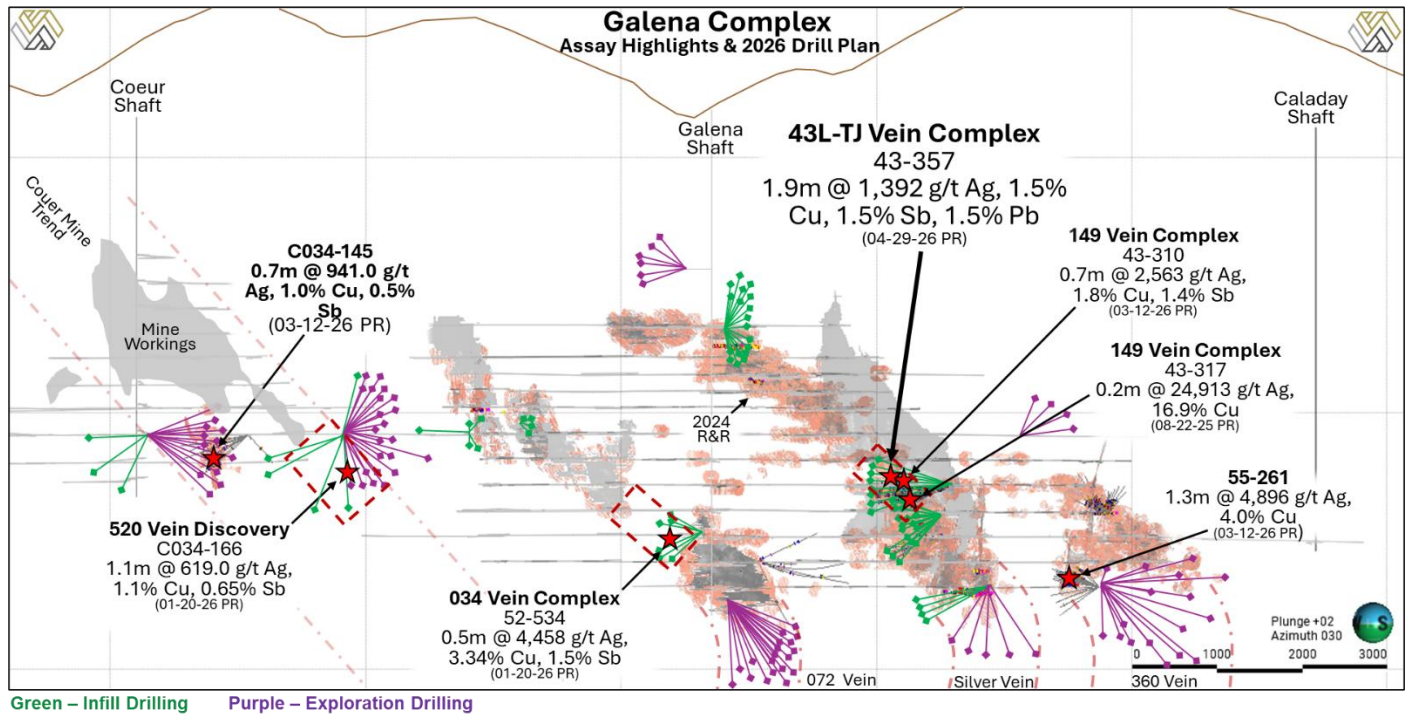 Galena Complex
Assay Highlights & 2026 Drill Plan
Coeur
Shaft
Galena
Shaft
Caladay
Shaft
Couer Mine
Trend
Mine
Workings
C034-145
0.7m @ 941.0 g/t
Ag, 1.0% Cu, 0.5%
Sb
(03-12-26 PR)
43L-TJ Vein Complex
43-357
1.9m @ 1,392 g/t Ag, 1.5%
Cu, 1.5% Sb, 1.5% Pb
(04-29-26 PR)
149 Vein Complex
43-310
0.7m @ 2,563 g/t Ag,
1.8% Cu, 1.4% Sb
(03-12-26 PR)
149 Vein Complex
43-317
0.2m @ 24,913 g/t Ag,
16.9% Cu
(08-22-25 PR)
2024
R&R
55-261
1.3m @ 4,896 g/t Ag,
4.0% Cu
(03-12-26 PR)
520 Vein Discovery
C034-166
1.1m @ 619.0 g/t Ag,
1.1% Cu, 0.65% Sb
(01-20-26 PR)
034 Vein Complex
52-534
0.5m @ 4,458 g/t Ag,
3.34% Cu, 1.5% Sb
(01-20-26 PR)
072 Vein
Silver Vein
360 Vein
Plunge +02
Azimuth 030
S
0 1000 2000 3000
Green – Infill Drilling Purple – Exploration Drilling